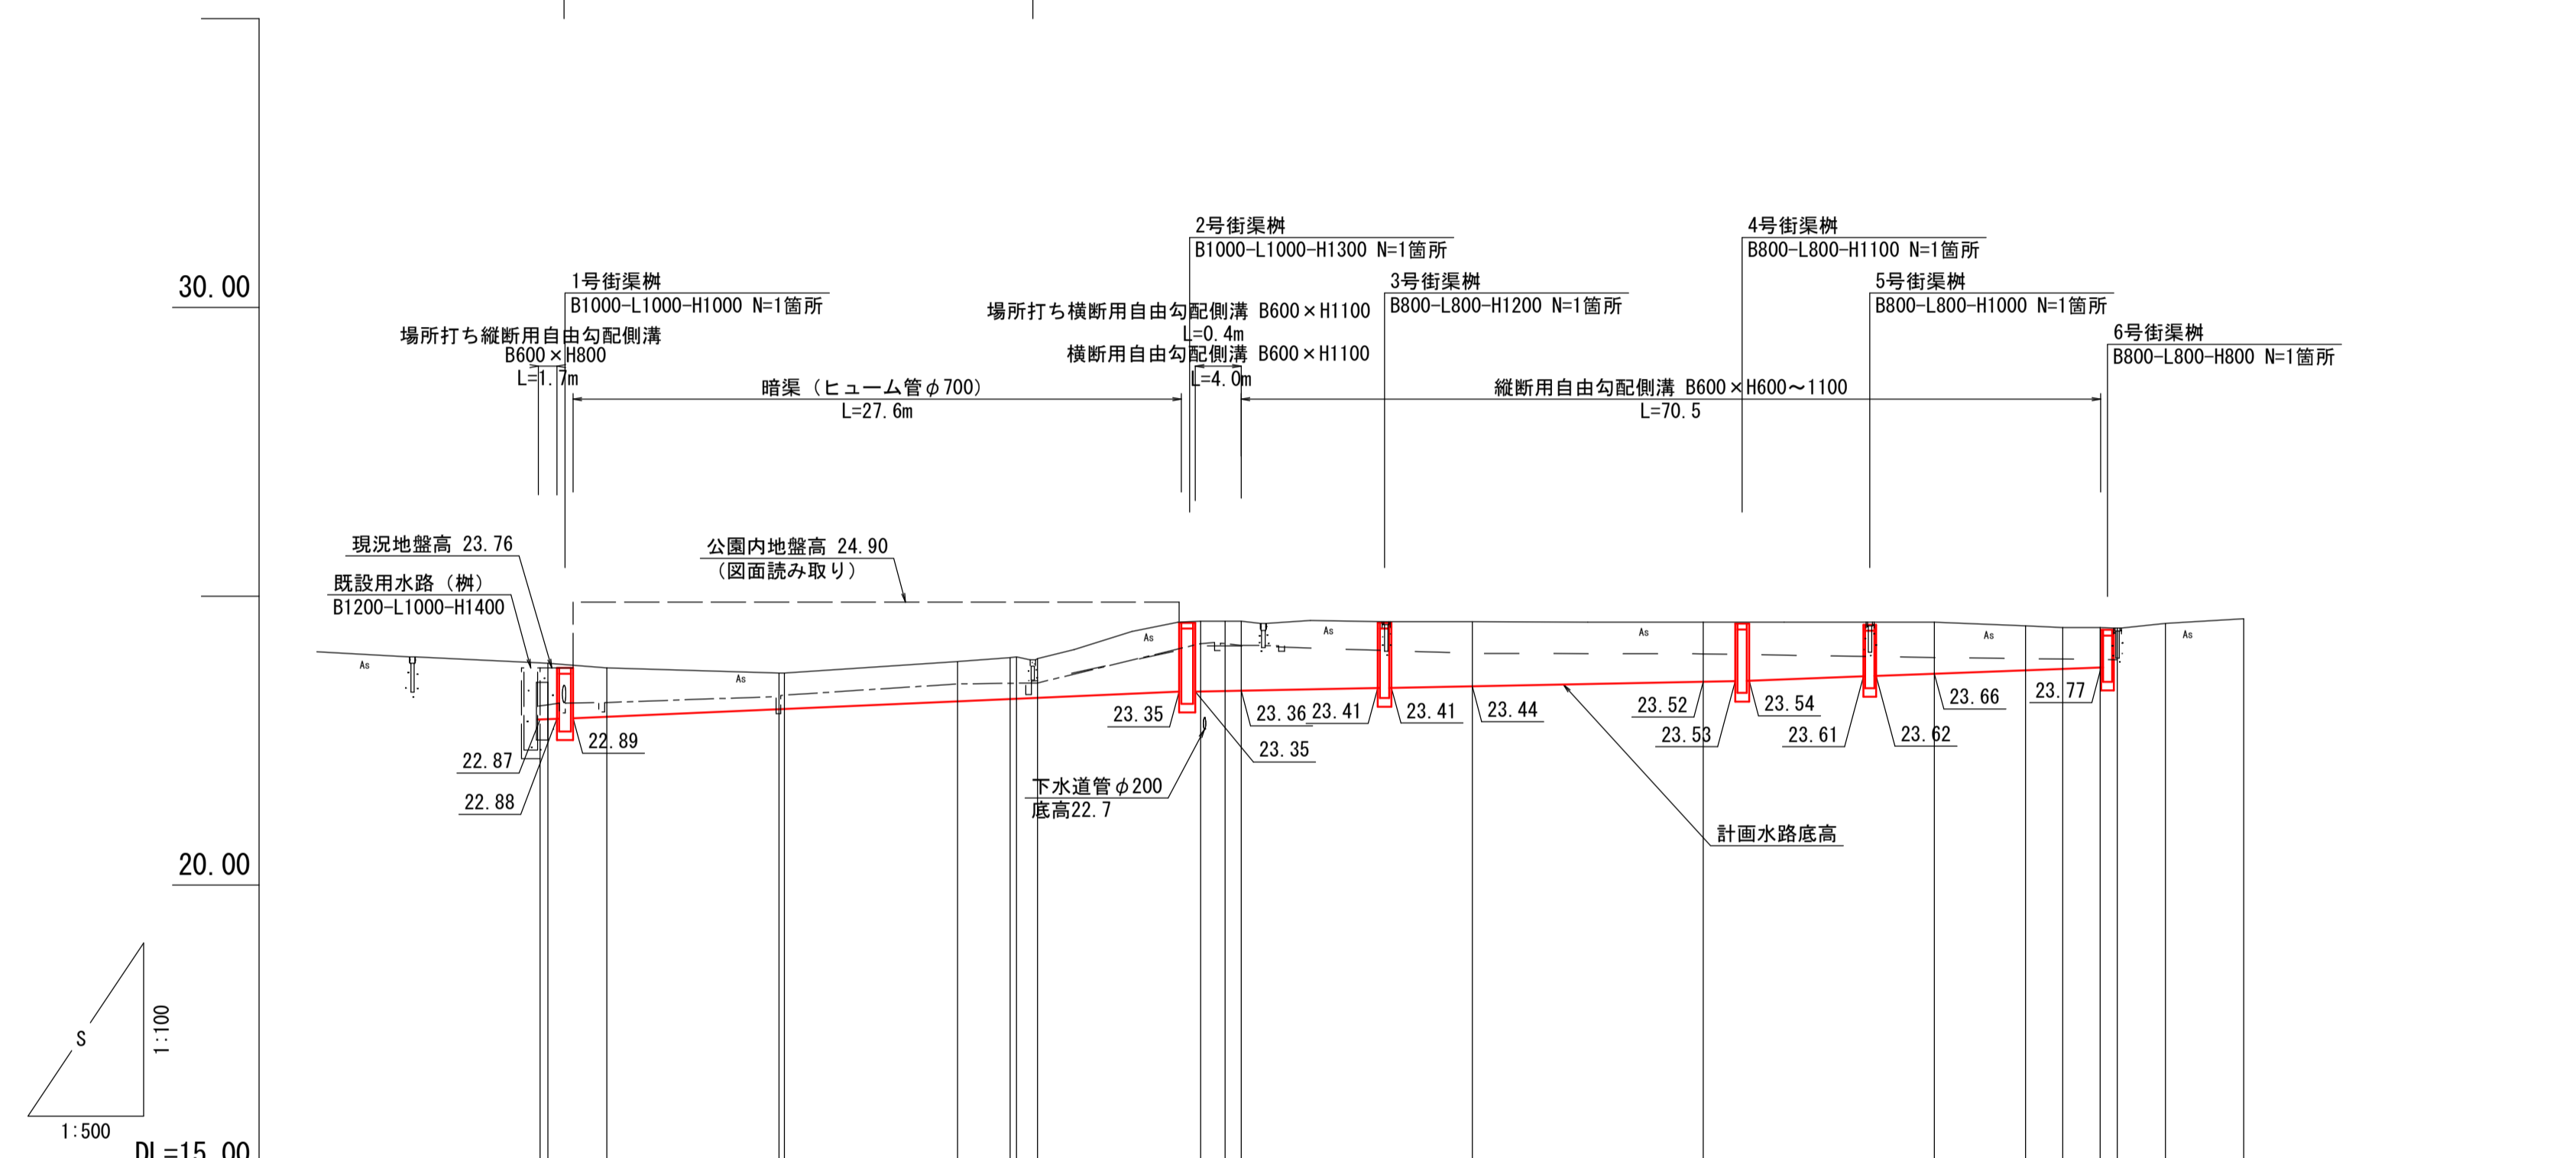 2号街渠桝
B1000-L1000-H1300 N=1箇所
4号街渠桝
B800-L800-H1100 N=1箇所
1号街渠桝
B1000-L1000-H1000 N=1箇所
3号街渠桝
B800-L800-H1200 N=1箇所
5号街渠桝
B800-L800-H1000 N=1箇所
6号街渠桝
B800-L800-H800 N=1箇所
30.00
場所打ち縦断用自由勾配側溝
B600×H800
L=1.7m
場所打ち横断用自由勾配側溝 B600×H1100
L=0.4m
横断用自由勾配側溝 B600×H1100
L=4.0m
暗渠（ヒューム管φ700）
L=27.6m
縦断用自由勾配側溝 B600×H600～1100
L=70.5
現況地盤高 23.76
既設用水路（桝）
B1200-L1000-H1400
公園内地盤高 24.90
（図面読み取り）
As
As
As
As
As
As
As
22.87
22.88
22.89
23.35
23.36
23.35
23.41
23.41
23.44
23.52
23.53
23.54
23.61
23.62
23.66
23.77
下水道管φ200
底高22.7
計画水路底高
20.00
S
1:100
1:500
DL=15.00